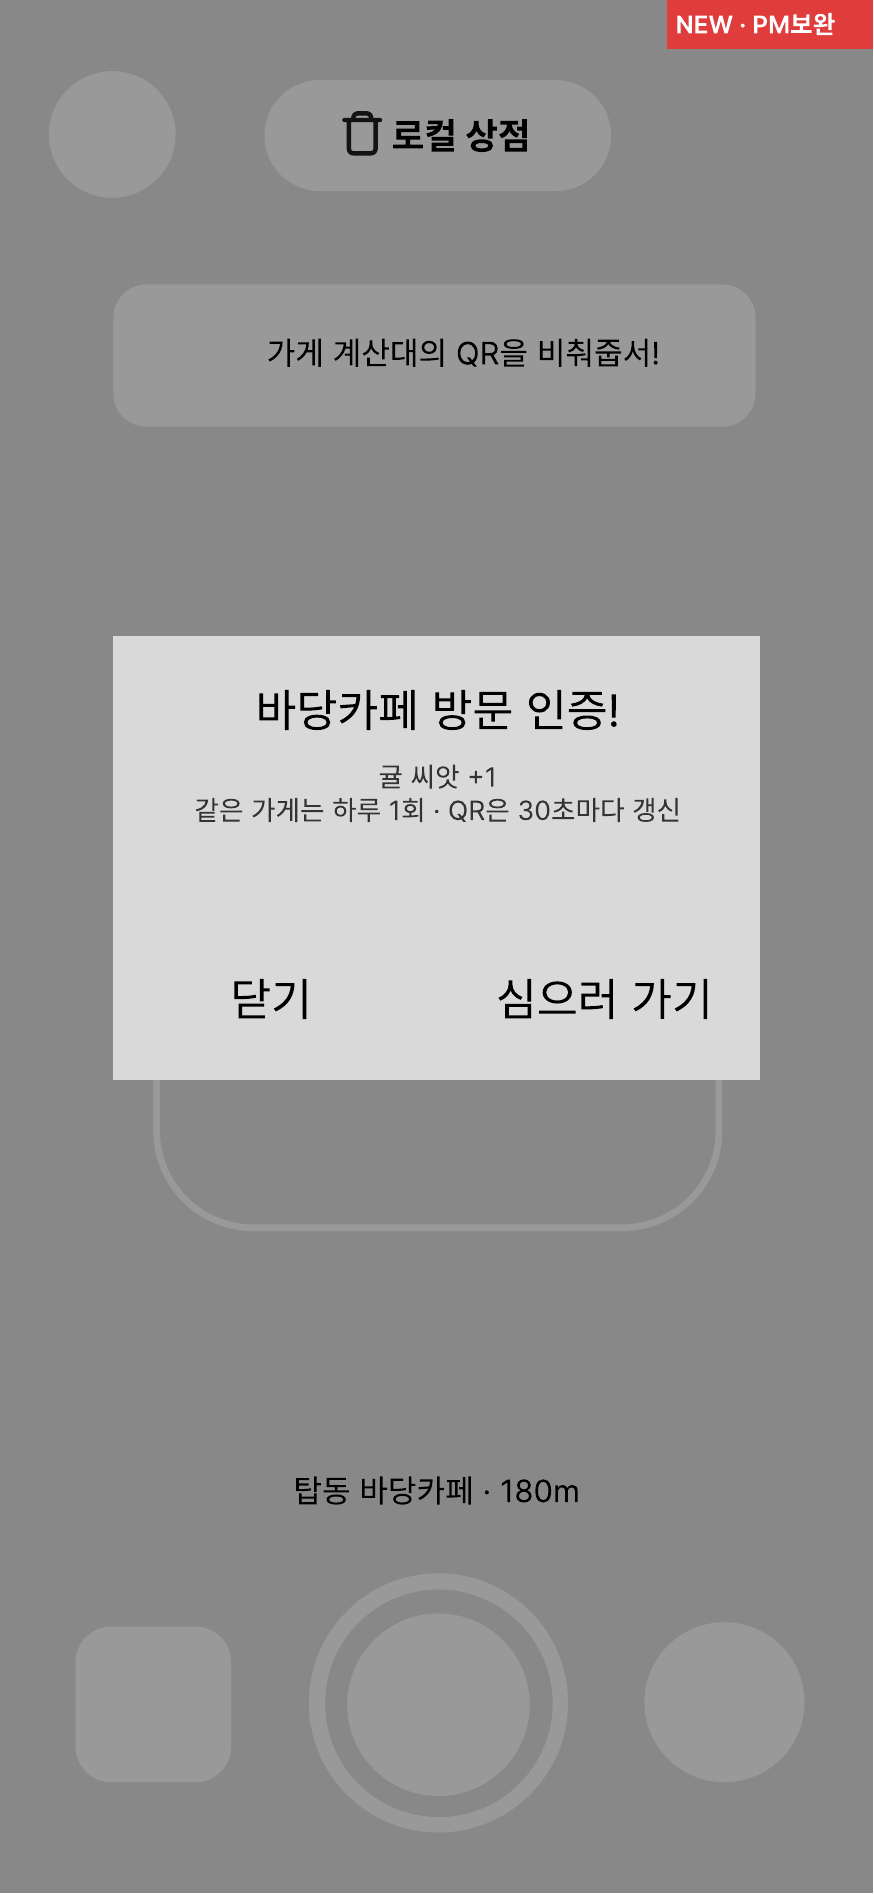 NEW · PM보완
로컬 상점
가게 계산대의 QR을 비춰줍서!
바당카페 방문 인증!
귤 씨앗 +1
같은 가게는 하루 1회 · QR은 30초마다 갱신
닫기
심으러 가기
탑동 바당카페 · 180m